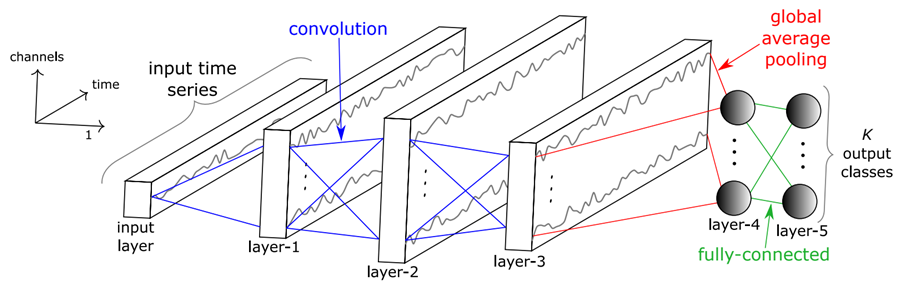 channels
time
1
input time
series
convolution
global
average
pooling
K
output
classes
input
layer
layer-1
layer-2
layer-3
layer-4
layer-5
fully-connected